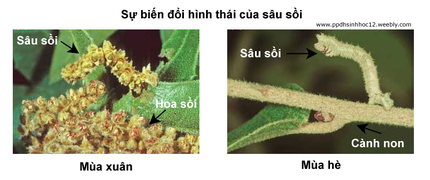 Sự biến đổi hình thái của sâu sồi
www.ppdhsinhhoc12.weebly.com
Sâu sồi
Hoa sồi
Mùa xuân
Sâu sồi
Cành non
Mùa hè